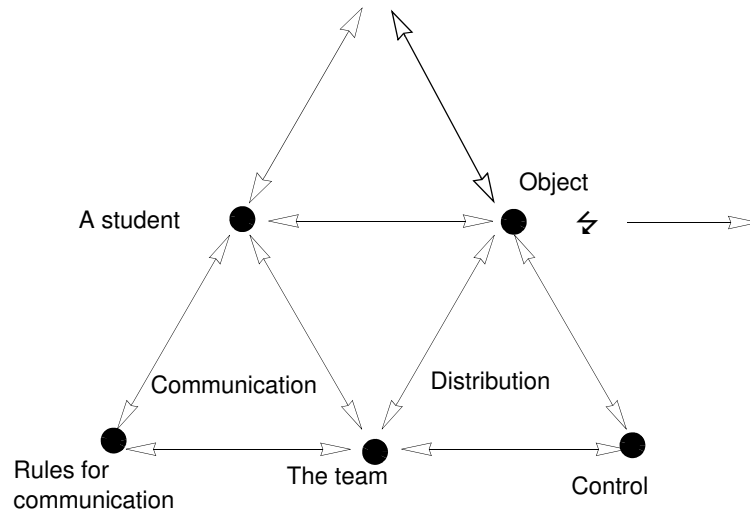 Object
A student
Communication
Distribution
Rules for
communication
The team
Control